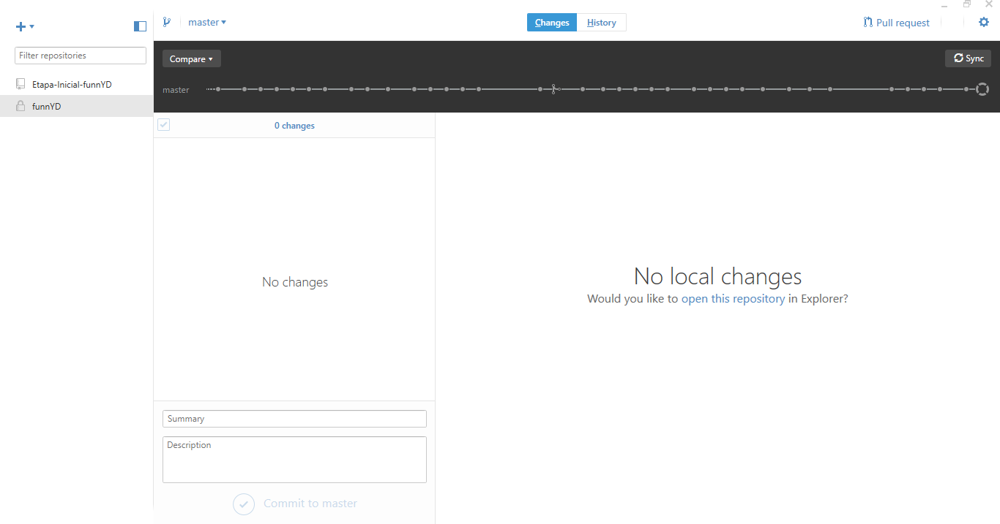 master
Changes
History
Pull request
Filter repositories
Compare
Sync
Etapa-Inicial-funnYD
master
funnYD
0 changes
No changes
No local changes
Would you like to open this repository in Explorer?
Summary
Description
Commit to master